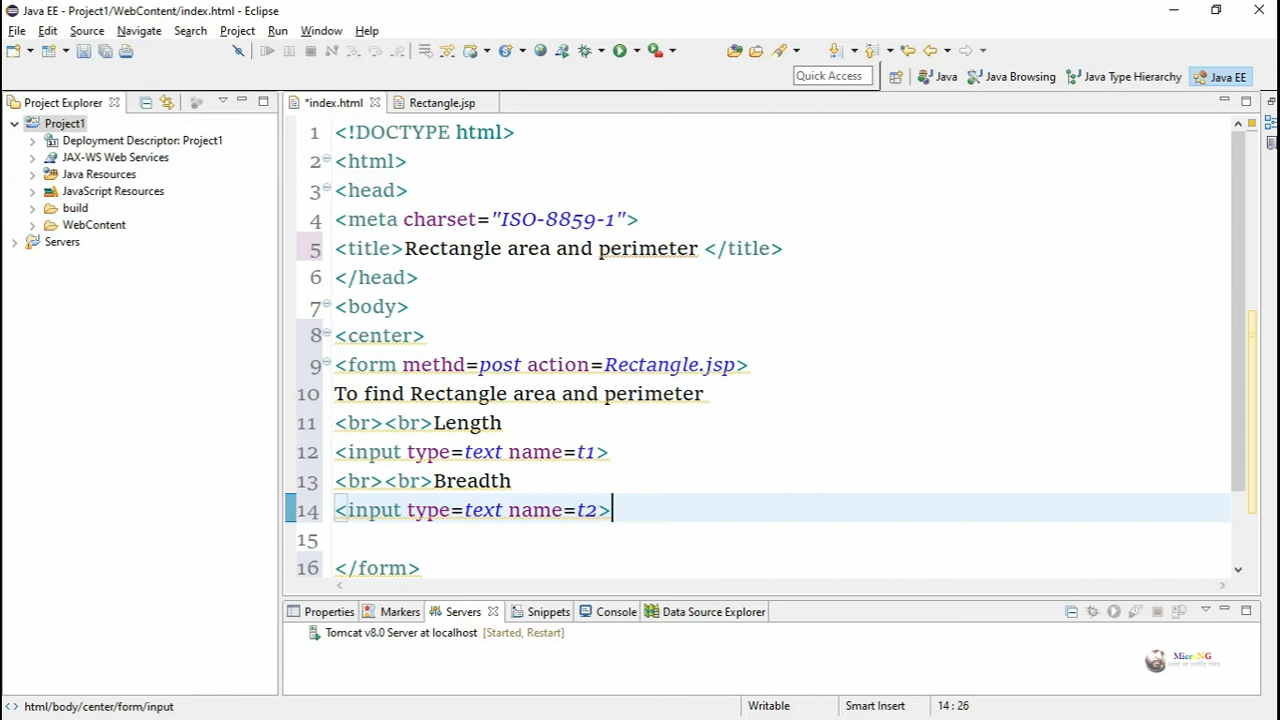 Java EE - Project1/WebContent/index.html - Eclipse
File Edit Source Navigate Search Project Run Window Help
Quick Access Java Java Browsing Java Type Hierarchy Java EE
Project Explorer
Project1
Deployment Descriptor: Project1
JAX-WS Web Services
Java Resources
JavaScript Resources
build
WebContent
Servers
*index.html Rectangle.jsp
1 <!DOCTYPE html>
2 <html>
3 <head>
4 <meta charset="ISO-8859-1">
5 <title>Rectangle area and perimeter </title>
6 </head>
7 <body>
8 <center>
9 <form methd=post action=Rectangle.jsp>
10 To find Rectangle area and perimeter
11 <br><br>Length
12 <input type=text name=t1>
13 <br><br>Breadth
14 <input type=text name=t2>
15
16 </form>
Properties Markers Servers Snippets Console Data Source Explorer
Tomcat v8.0 Server at localhost [Started, Restart]
MicroNG
html/body/center/form/input Writable Smart Insert 14 : 26